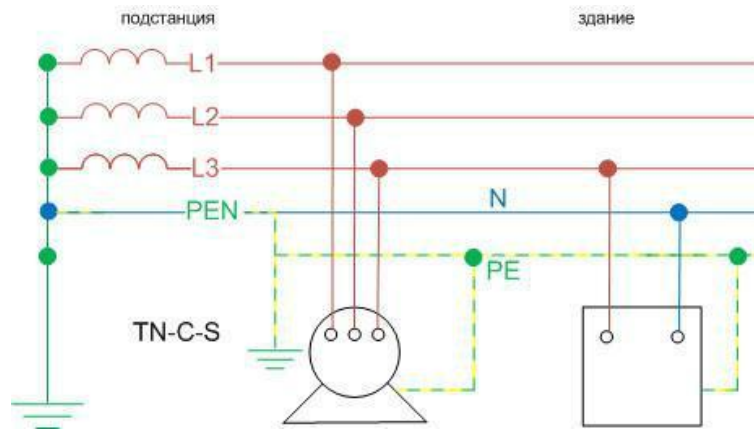 подстанция здание
L1
L2
L3
PEN N
PE
TN-C-S